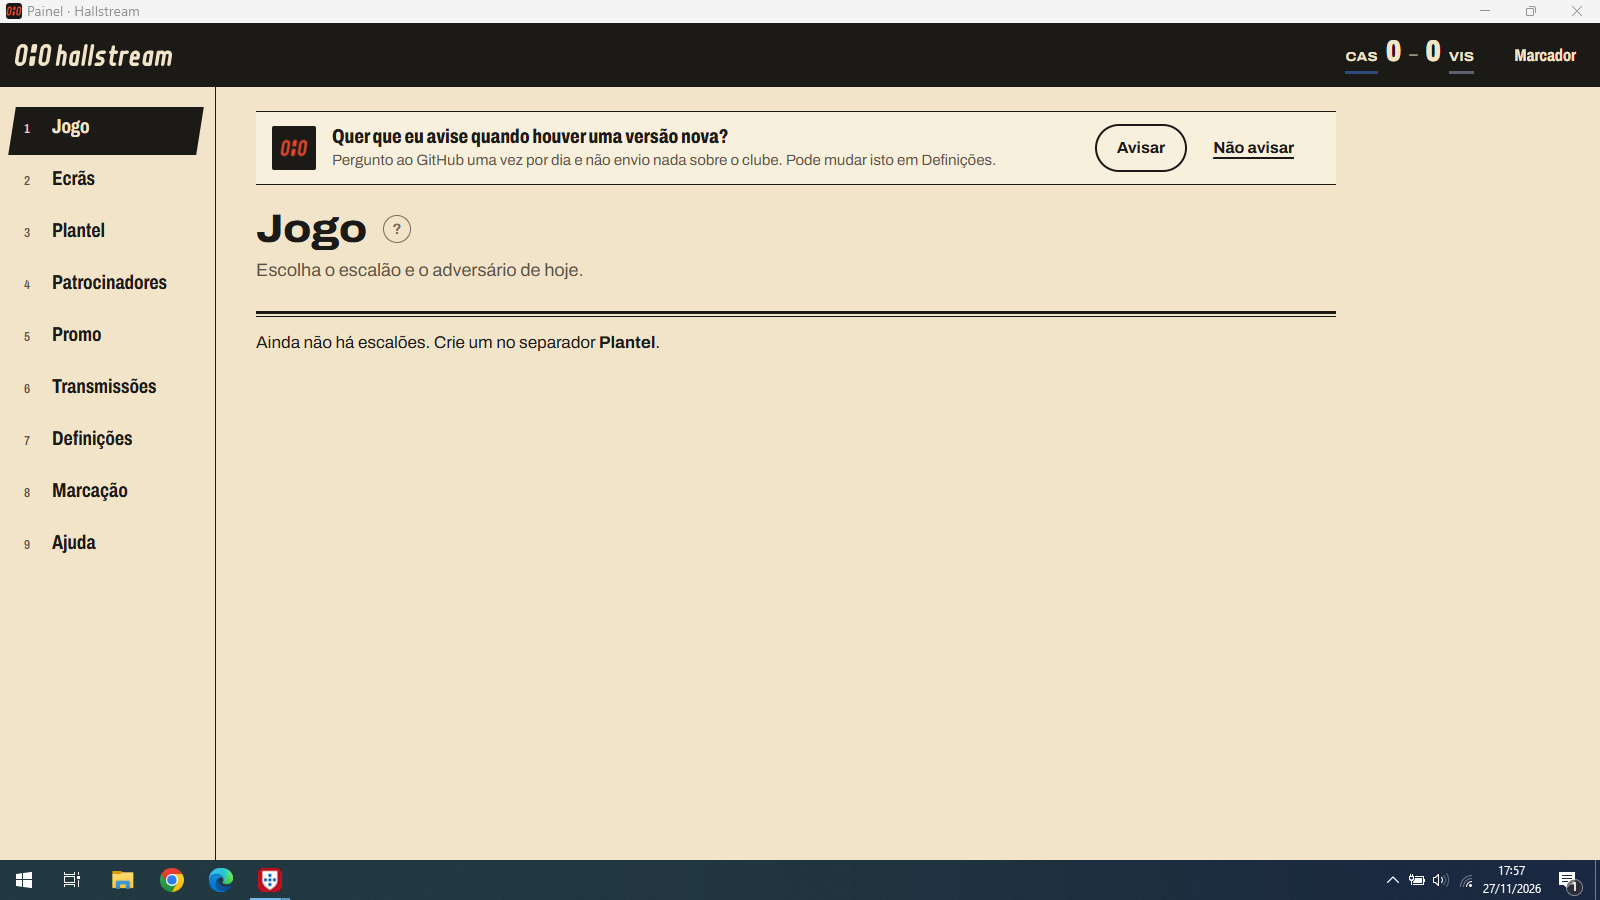 Painel · Hallstream
0:0 hallstream
CAS 0 – 0 VIS
Marcador
1 Jogo
2 Ecrãs
3 Plantel
4 Patrocinadores
5 Promo
6 Transmissões
7 Definições
8 Marcação
9 Ajuda
0:0
Quer que eu avise quando houver uma versão nova?
Pergunto ao GitHub uma vez por dia e não envio nada sobre o clube. Pode mudar isto em Definições.
Avisar
Não avisar
Jogo ?
Escolha o escalão e o adversário de hoje.
Ainda não há escalões. Crie um no separador Plantel.
17:57
27/11/2026
1